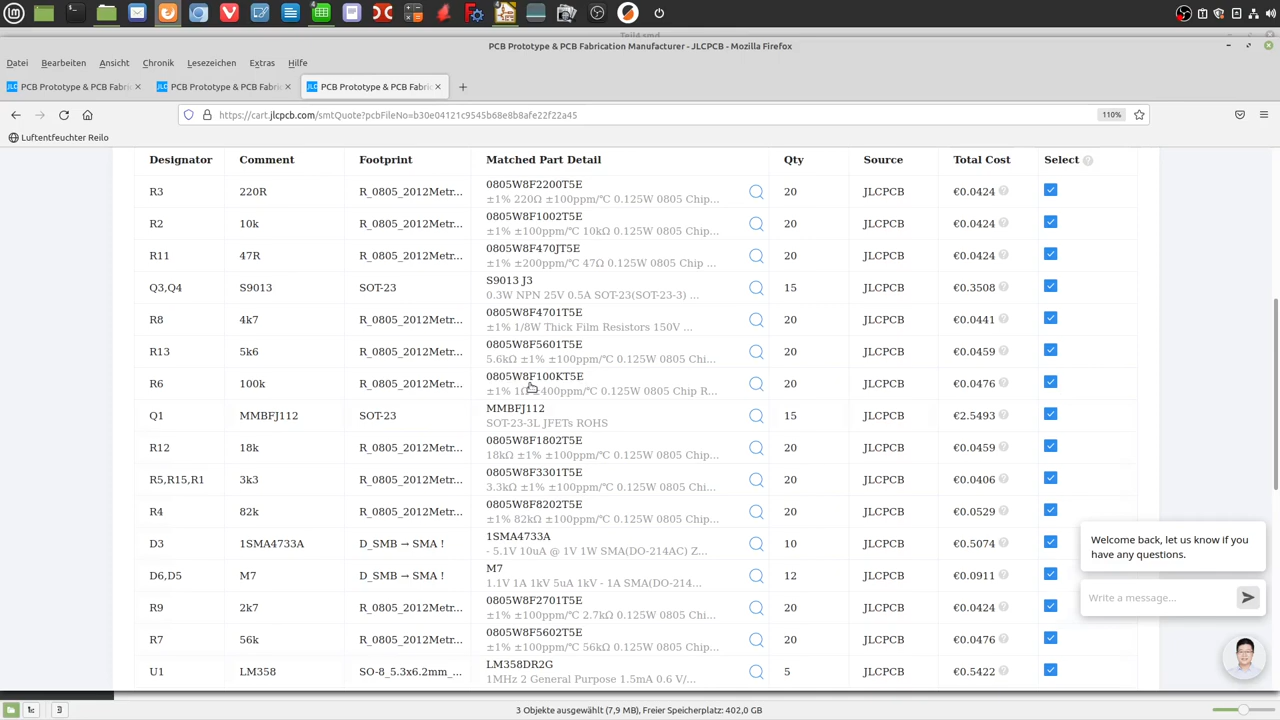 PCB Prototype & PCB Fabrication Manufacturer - JLCPCB - Mozilla Firefox
Datei Bearbeiten Ansicht Chronik Lesezeichen Extras Hilfe
JLC PCB Prototype & PCB Fabric JLC PCB Prototype & PCB Fabric JLC PCB Prototype & PCB Fabric
https://cart.jlcpcb.com/smtQuote?pcbFileNo=b30e04121c9545b68e8b8afe22f22a45 110%
Luftentfeuchter Reilo
Designator Comment Footprint Matched Part Detail Qty Source Total Cost Select
R3 220R R_0805_2012Metr... 0805W8F2200T5E 20 JLCPCB €0.0424
±1% 220Ω ±100ppm/℃ 0.125W 0805 Chip...
R2 10k R_0805_2012Metr... 0805W8F1002T5E 20 JLCPCB €0.0424
±1% ±100ppm/℃ 10kΩ 0.125W 0805 Chip...
R11 47R R_0805_2012Metr... 0805W8F470JT5E 20 JLCPCB €0.0424
±1% ±200ppm/℃ 47Ω 0.125W 0805 Chip ...
Q3,Q4 S9013 SOT-23 S9013 J3 15 JLCPCB €0.3508
0.3W NPN 25V 0.5A SOT-23(SOT-23-3) ...
R8 4k7 R_0805_2012Metr... 0805W8F4701T5E 20 JLCPCB €0.0441
±1% 1/8W Thick Film Resistors 150V ...
R13 5k6 R_0805_2012Metr... 0805W8F5601T5E 20 JLCPCB €0.0459
5.6kΩ ±1% ±100ppm/℃ 0.125W 0805 Chi...
R6 100k R_0805_2012Metr... 0805W8F100KT5E 20 JLCPCB €0.0476
±1% 1Ω ±400ppm/℃ 0.125W 0805 Chip R...
Q1 MMBFJ112 SOT-23 MMBFJ112 15 JLCPCB €2.5493
SOT-23-3L JFETs ROHS
R12 18k R_0805_2012Metr... 0805W8F1802T5E 20 JLCPCB €0.0459
18kΩ ±1% ±100ppm/℃ 0.125W 0805 Chip...
R5,R15,R1 3k3 R_0805_2012Metr... 0805W8F3301T5E 20 JLCPCB €0.0406
3.3kΩ ±1% ±100ppm/℃ 0.125W 0805 Chi...
R4 82k R_0805_2012Metr... 0805W8F8202T5E 20 JLCPCB €0.0529
±1% 82kΩ ±100ppm/℃ 0.125W 0805 Chip...
D3 1SMA4733A D_SMB → SMA ! 1SMA4733A 10 JLCPCB €0.5074
- 5.1V 10uA @ 1V 1W SMA(DO-214AC) Z...
D6,D5 M7 D_SMB → SMA ! M7 12 JLCPCB €0.0911
1.1V 1A 1kV 5uA 1kV - 1A SMA(DO-214...
R9 2k7 R_0805_2012Metr... 0805W8F2701T5E 20 JLCPCB €0.0424
±1% ±100ppm/℃ 2.7kΩ 0.125W 0805 Chi...
R7 56k R_0805_2012Metr... 0805W8F5602T5E 20 JLCPCB €0.0476
±1% ±100ppm/℃ 56kΩ 0.125W 0805 Chip...
U1 LM358 SO-8_5.3x6.2mm_... LM358DR2G 5 JLCPCB €0.5422
1MHz 2 General Purpose 1.5mA 0.6 V/...
Welcome back, let us know if you
have any questions.
Write a message...
3 Objekte ausgewählt (7,9 MB), Freier Speicherplatz: 402,0 GB